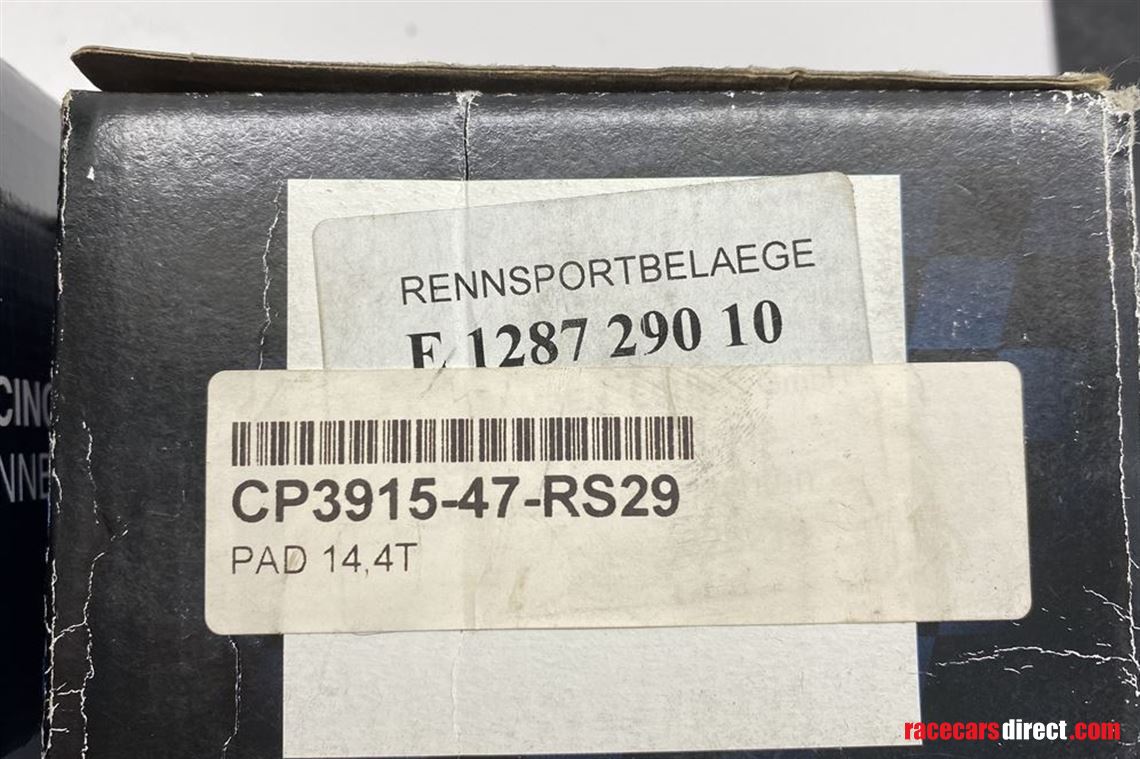 RENNSPORTBELAEGE
E 1287 290 10
CP3915-47-RS29
PAD 14,4T
racecarsdirect.com